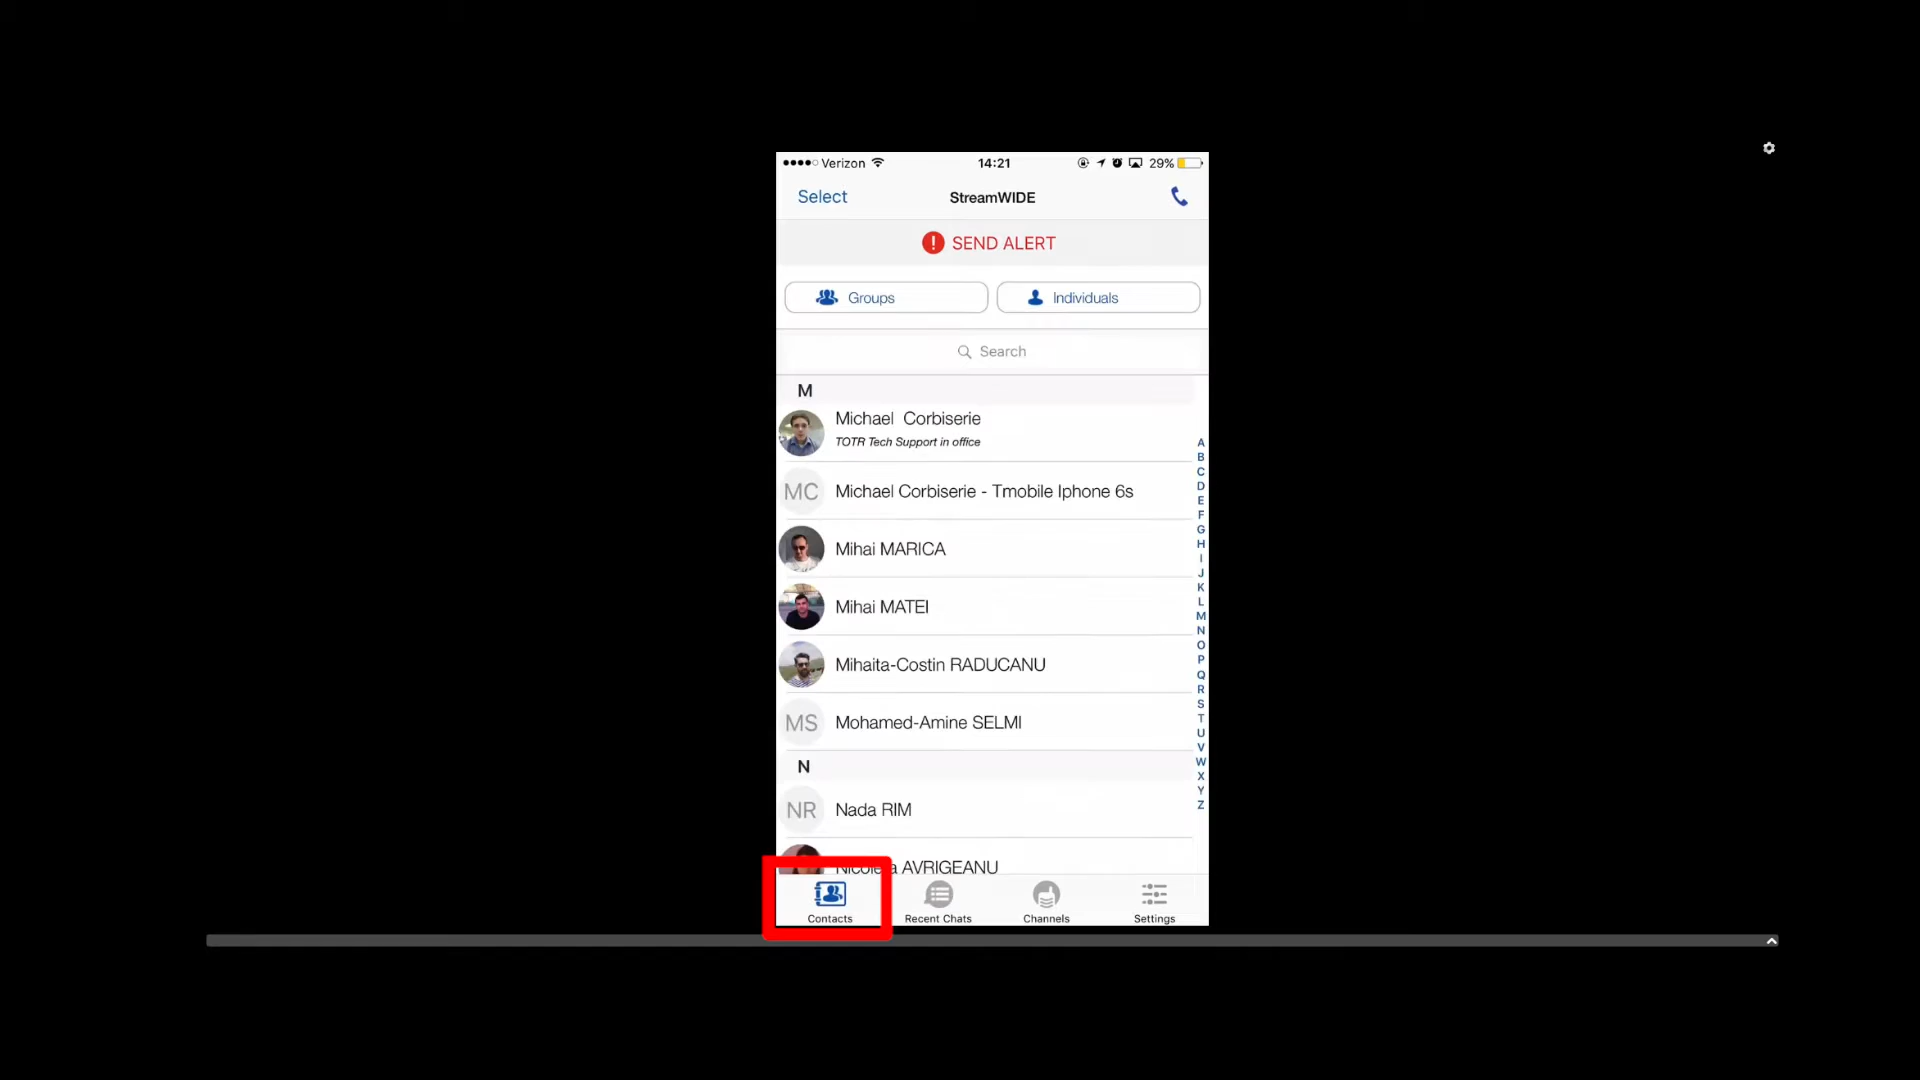 Verizon 14:21 29%
Select StreamWIDE
! SEND ALERT
Groups Individuals
Search
M
Michael Corbiserie
TOTR Tech Support in office
MC Michael Corbiserie - Tmobile Iphone 6s
Mihai MARICA
Mihai MATEI
Mihaita-Costin RADUCANU
MS Mohamed-Amine SELMI
N
NR Nada RIM
Nicoleta AVRIGEANU
A
B
C
D
E
F
G
H
I
J
K
L
M
N
O
P
Q
R
S
T
U
V
W
X
Y
Z
Contacts Recent Chats Channels Settings